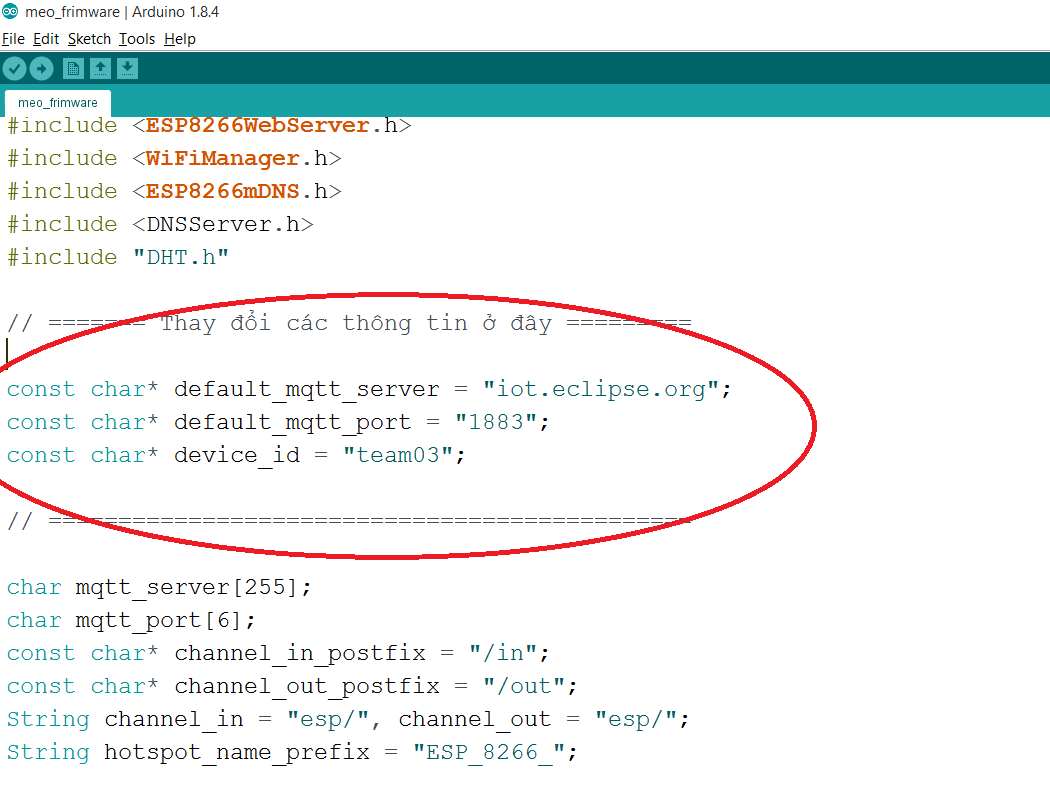 meo_frimware | Arduino 1.8.4
File Edit Sketch Tools Help
meo_frimware
#include <ESP8266WebServer.h>
#include <WiFiManager.h>
#include <ESP8266mDNS.h>
#include <DNSServer.h>
#include "DHT.h"
// ======= Thay đổi các thông tin ở đây =========
const char* default_mqtt_server = "iot.eclipse.org";
const char* default_mqtt_port = "1883";
const char* device_id = "team03";
// ==============================================
char mqtt_server[255];
char mqtt_port[6];
const char* channel_in_postfix = "/in";
const char* channel_out_postfix = "/out";
String channel_in = "esp/", channel_out = "esp/";
String hotspot_name_prefix = "ESP_8266_";